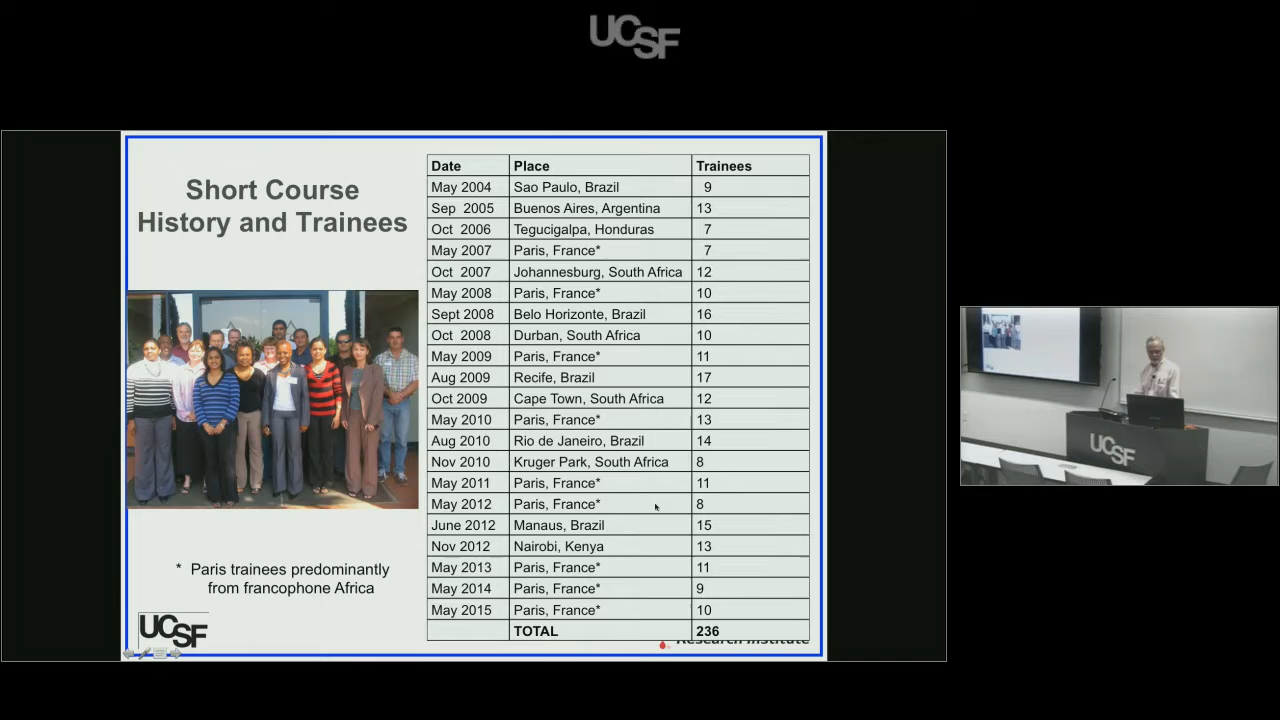 UCSF
Short Course
History and Trainees
Date Place Trainees
May 2004 Sao Paulo, Brazil 9
Sep 2005 Buenos Aires, Argentina 13
Oct 2006 Tegucigalpa, Honduras 7
May 2007 Paris, France* 7
Oct 2007 Johannesburg, South Africa 12
May 2008 Paris, France* 10
Sept 2008 Belo Horizonte, Brazil 16
Oct 2008 Durban, South Africa 10
May 2009 Paris, France* 11
Aug 2009 Recife, Brazil 17
Oct 2009 Cape Town, South Africa 12
May 2010 Paris, France* 13
Aug 2010 Rio de Janeiro, Brazil 14
Nov 2010 Kruger Park, South Africa 8
May 2011 Paris, France* 11
May 2012 Paris, France* 8
June 2012 Manaus, Brazil 15
Nov 2012 Nairobi, Kenya 13
May 2013 Paris, France* 11
May 2014 Paris, France* 9
May 2015 Paris, France* 10
TOTAL 236
* Paris trainees predominantly
from francophone Africa
UCSF
Research Institute
UCSF